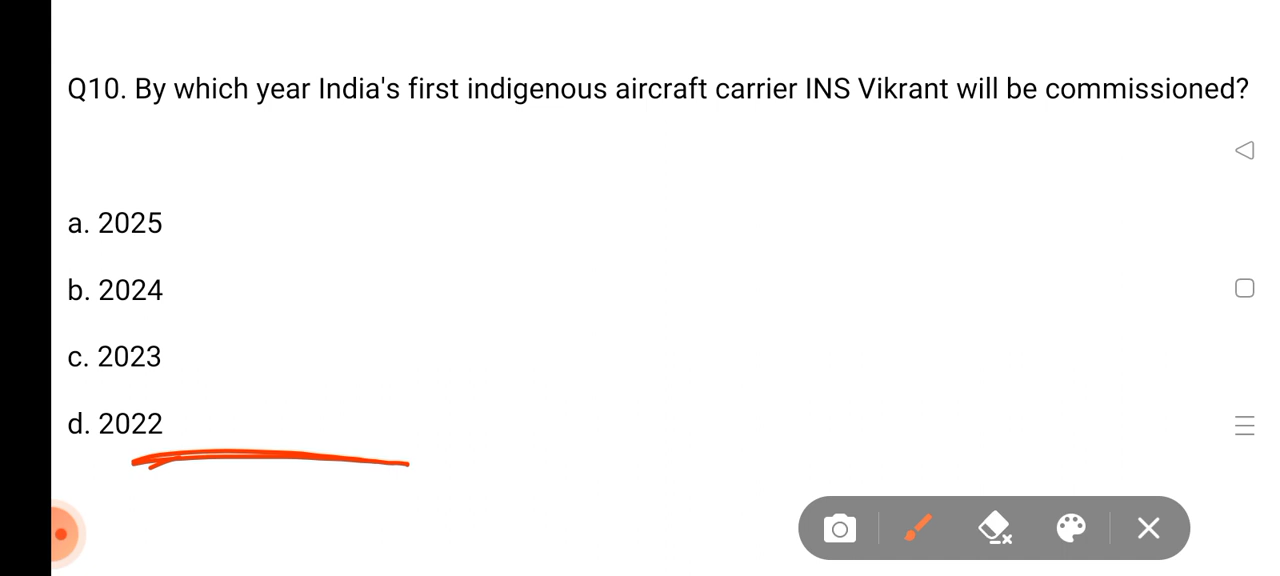 Q10. By which year India's first indigenous aircraft carrier INS Vikrant will be commissioned?
a. 2025
b. 2024
c. 2023
d. 2022